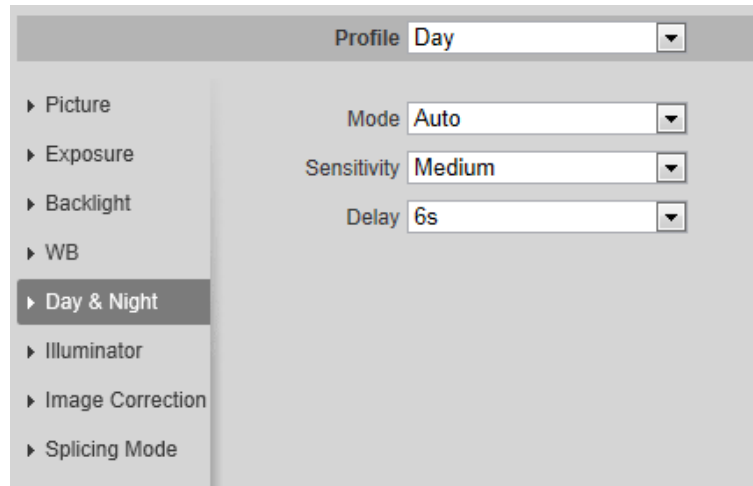 Profile Day
Picture
Mode Auto
Exposure
Sensitivity Medium
Backlight
Delay 6s
WB
Day & Night
Illuminator
Image Correction
Splicing Mode